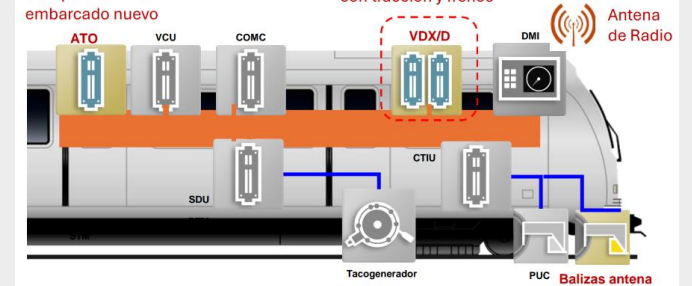 embarcado nuevo
ATO
VCU
COMC
VDX/D
DMI
Antena
de Radio
CTIU
SDU
Tacogenerador
PUC
Balizas antena